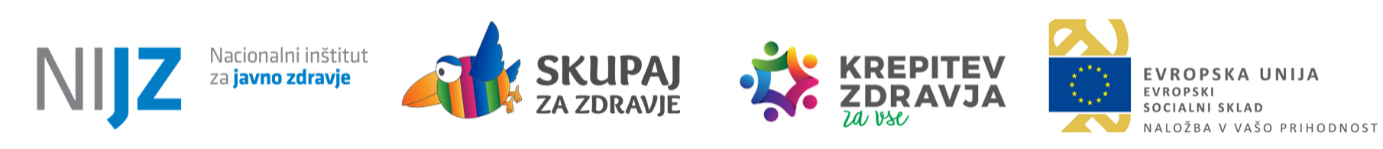 NIJZ
Nacionalni inštitut
za javno zdravje
SKUPAJ
ZA ZDRAVJE
KREPITEV
ZDRAVJA
za vse
EVROPSKA UNIJA
EVROPSKI
SOCIALNI SKLAD
NALOŽBA V VAŠO PRIHODNOST